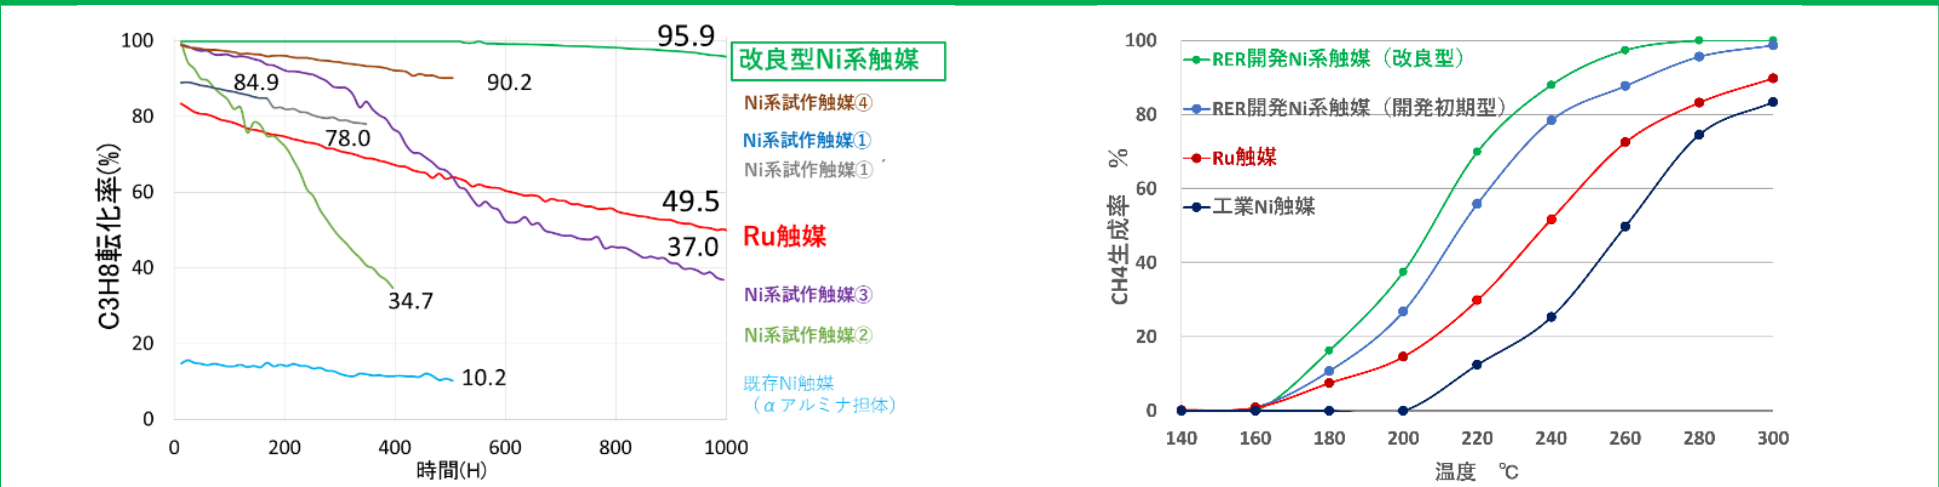 100
80
60
40
20
0
C3H8転化率(%)
0
200
400
600
800
1000
時間(H)
95.9
90.2
84.9
78.0
49.5
37.0
34.7
10.2
改良型Ni系触媒
Ni系試作触媒④
Ni系試作触媒①
Ni系試作触媒①´
Ru触媒
Ni系試作触媒③
Ni系試作触媒②
既存Ni触媒
（αアルミナ担体）
100
80
60
40
20
0
CH4生成率 %
RER開発Ni系触媒（改良型）
RER開発Ni系触媒（開発初期型）
Ru触媒
工業Ni触媒
140
160
180
200
220
240
260
280
300
温度 ℃